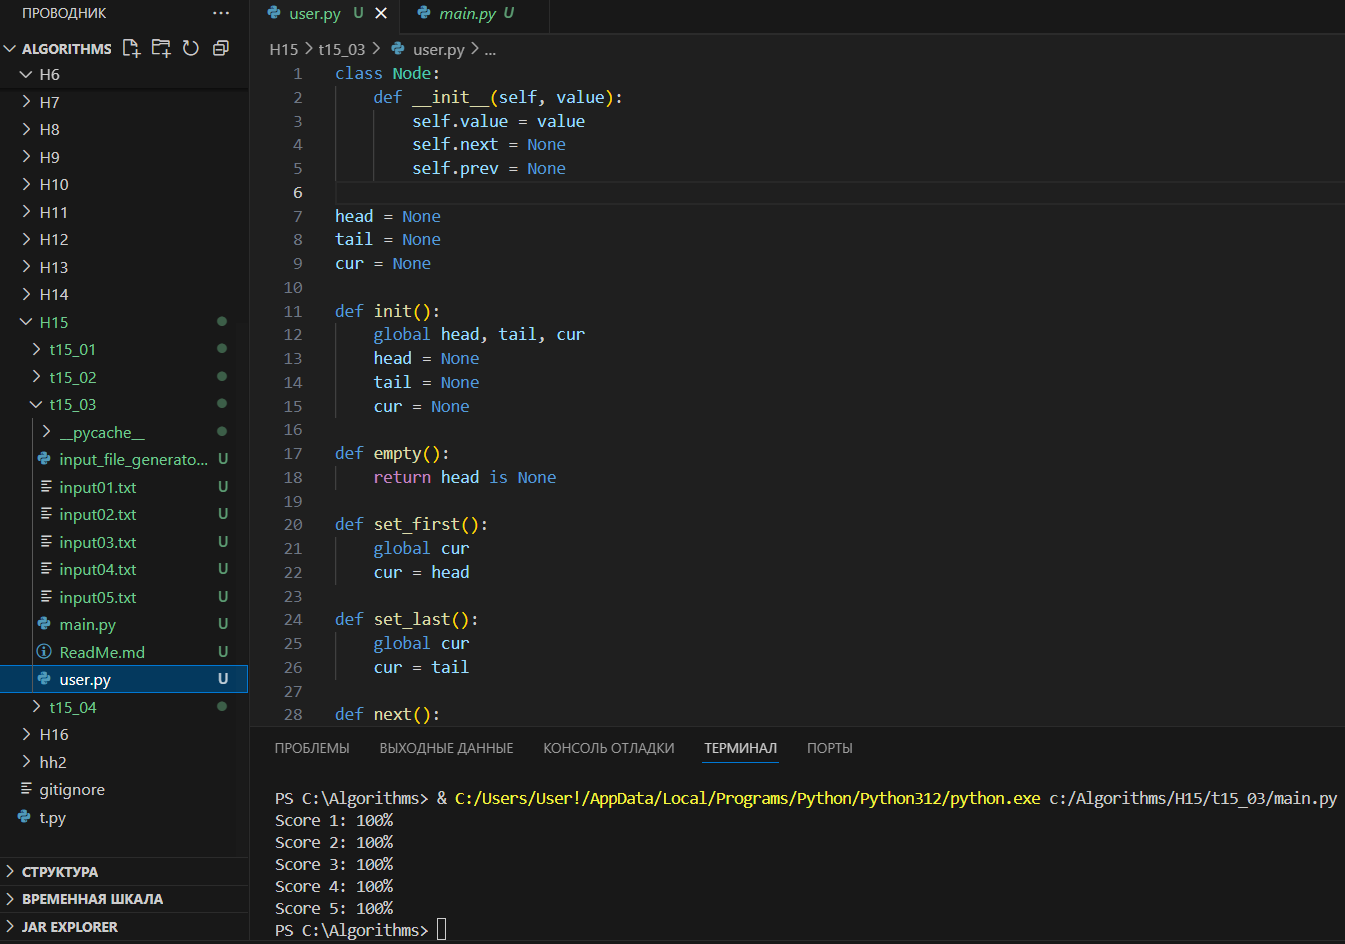 ПРОВОДНИК ...
ALGORITHMS
H6
H7
H8
H9
H10
H11
H12
H13
H14
H15
t15_01
t15_02
t15_03
__pycache__
input_file_generato... U
input01.txt U
input02.txt U
input03.txt U
input04.txt U
input05.txt U
main.py U
ReadMe.md U
user.py U
t15_04
H16
hh2
gitignore
t.py
СТРУКТУРА
ВРЕМЕННАЯ ШКАЛА
JAR EXPLORER
user.py U main.py U
H15 > t15_03 > user.py > ...
1 class Node:
2 def __init__(self, value):
3 self.value = value
4 self.next = None
5 self.prev = None
6
7 head = None
8 tail = None
9 cur = None
10
11 def init():
12 global head, tail, cur
13 head = None
14 tail = None
15 cur = None
16
17 def empty():
18 return head is None
19
20 def set_first():
21 global cur
22 cur = head
23
24 def set_last():
25 global cur
26 cur = tail
27
28 def next():
ПРОБЛЕМЫ ВЫХОДНЫЕ ДАННЫЕ КОНСОЛЬ ОТЛАДКИ ТЕРМИНАЛ ПОРТЫ
PS C:\Algorithms> & C:/Users/User!/AppData/Local/Programs/Python/Python312/python.exe c:/Algorithms/H15/t15_03/main.py
Score 1: 100%
Score 2: 100%
Score 3: 100%
Score 4: 100%
Score 5: 100%
PS C:\Algorithms>